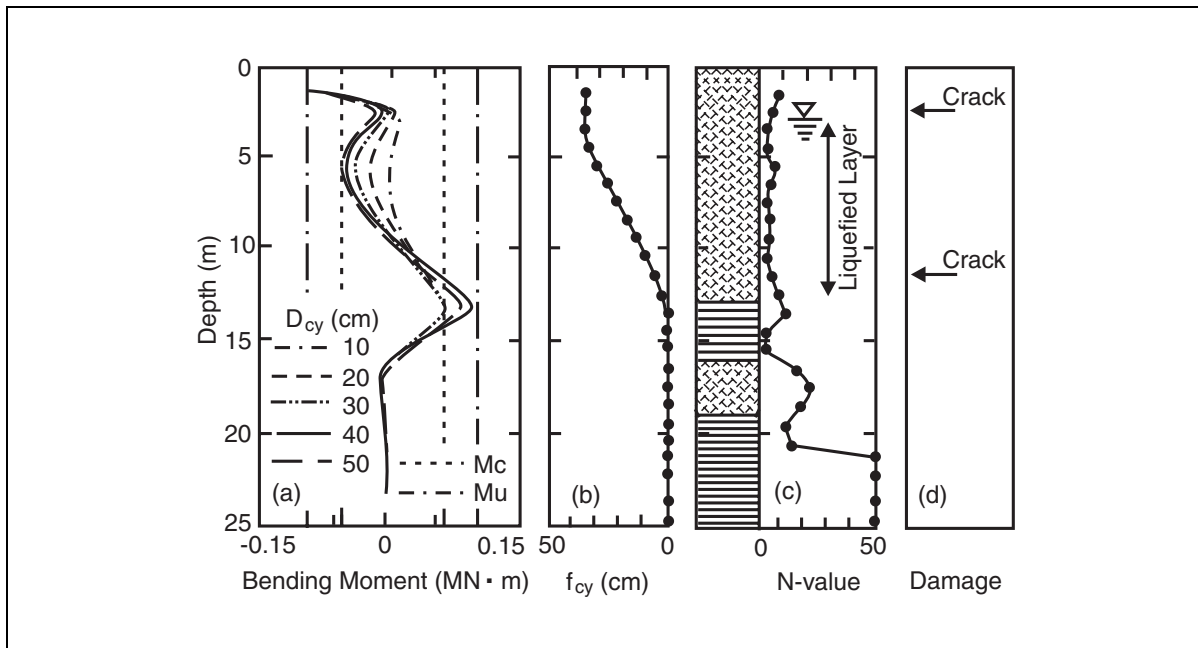 0
5
10
15
20
25
Depth (m)
D_cy (cm)
10
20
30
40
50
Mc
Mu
(a)
-0.15
0
0.15
Bending Moment (MN · m)
(b)
50
0
f_cy (cm)
Liquefied Layer
(c)
0
50
N-value
Crack
Crack
(d)
Damage